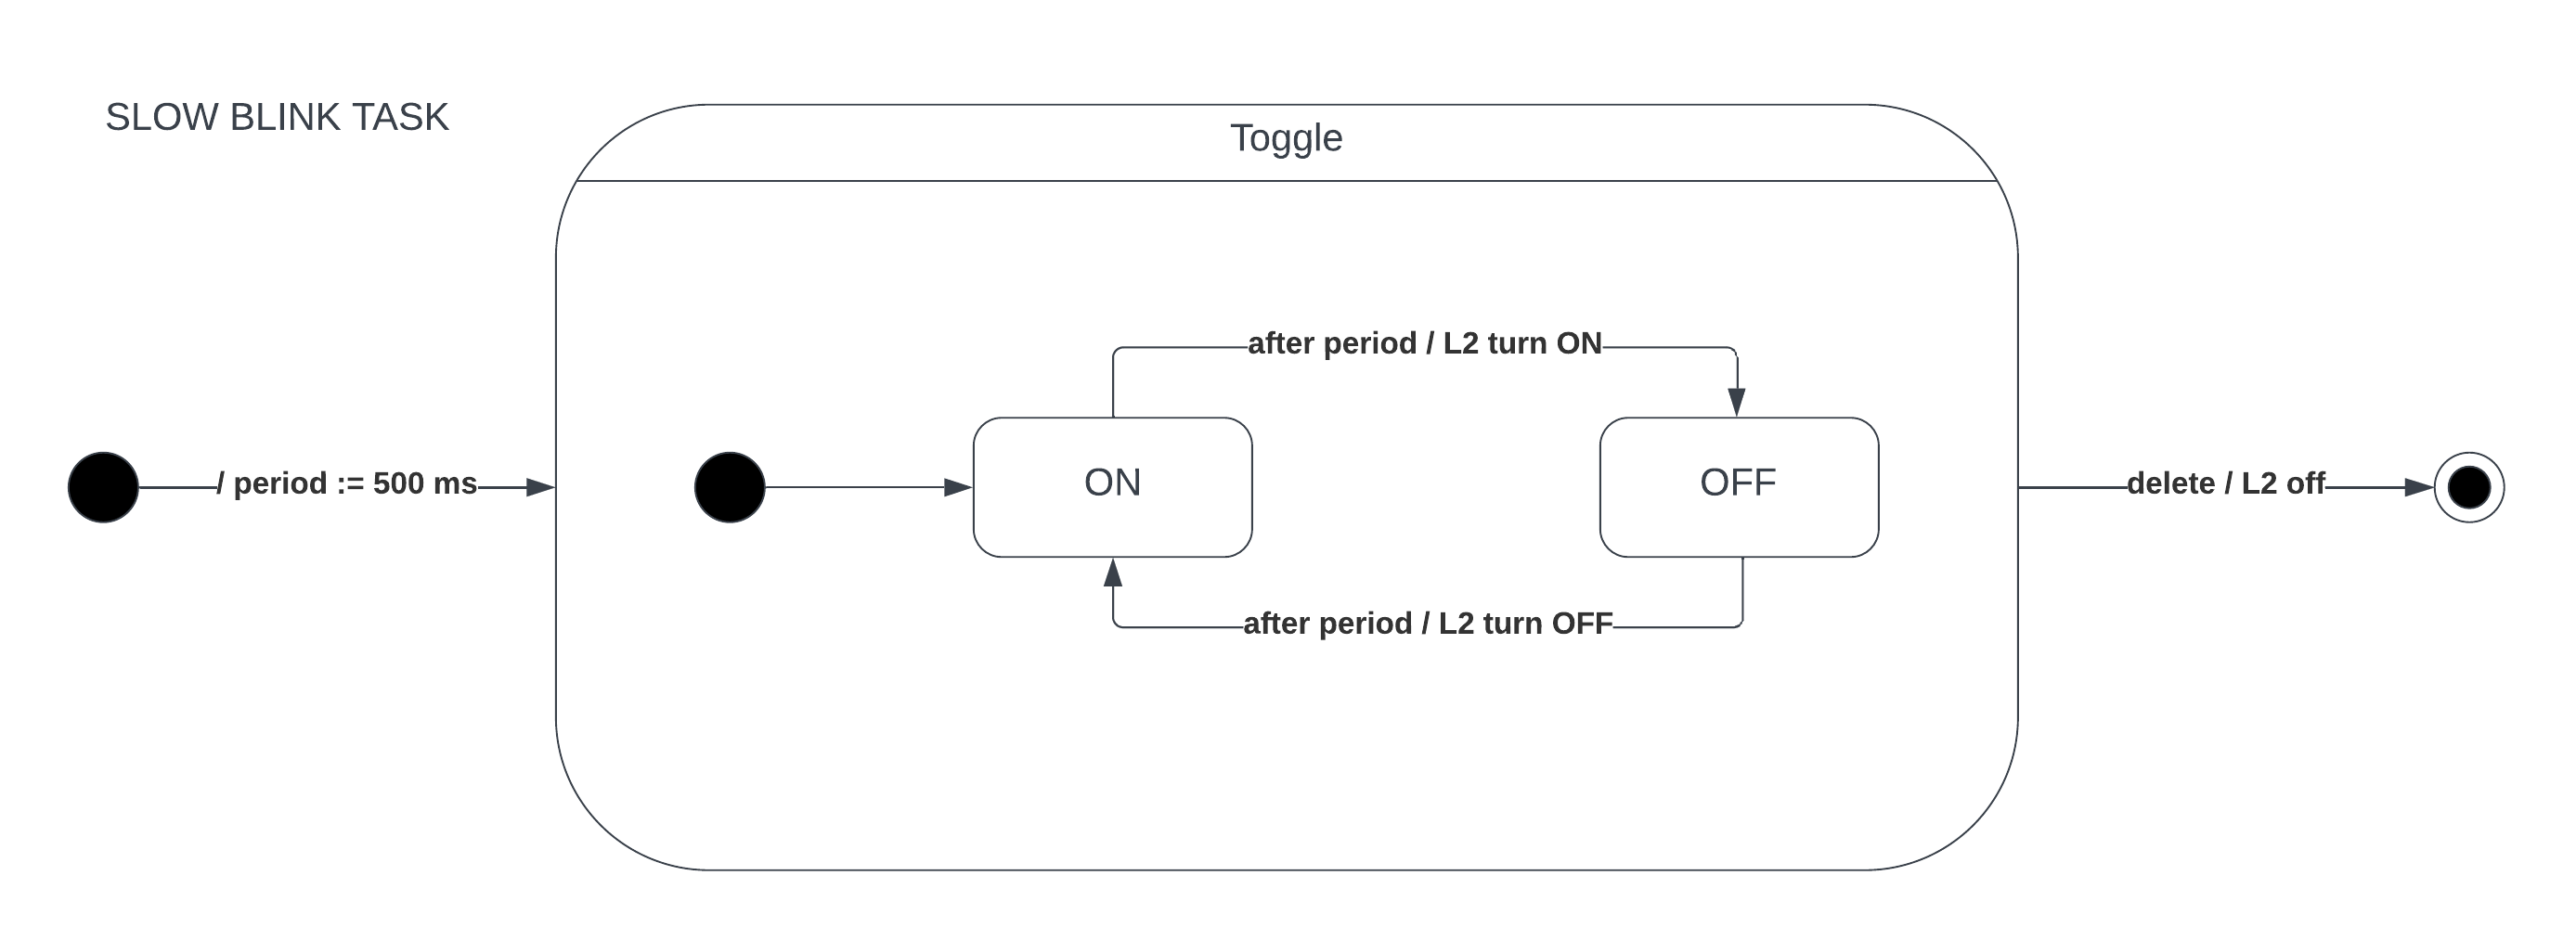 SLOW BLINK TASK
Toggle
after period / L2 turn ON
/ period := 500 ms
ON
OFF
delete / L2 off
after period / L2 turn OFF